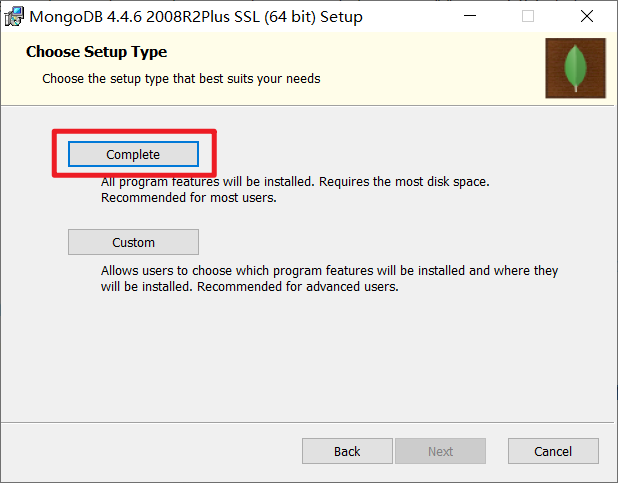 MongoDB 4.4.6 2008R2Plus SSL (64 bit) Setup
Choose Setup Type
Choose the setup type that best suits your needs
Complete
All program features will be installed. Requires the most disk space.
Recommended for most users.
Custom
Allows users to choose which program features will be installed and where they
will be installed. Recommended for advanced users.
Back
Next
Cancel